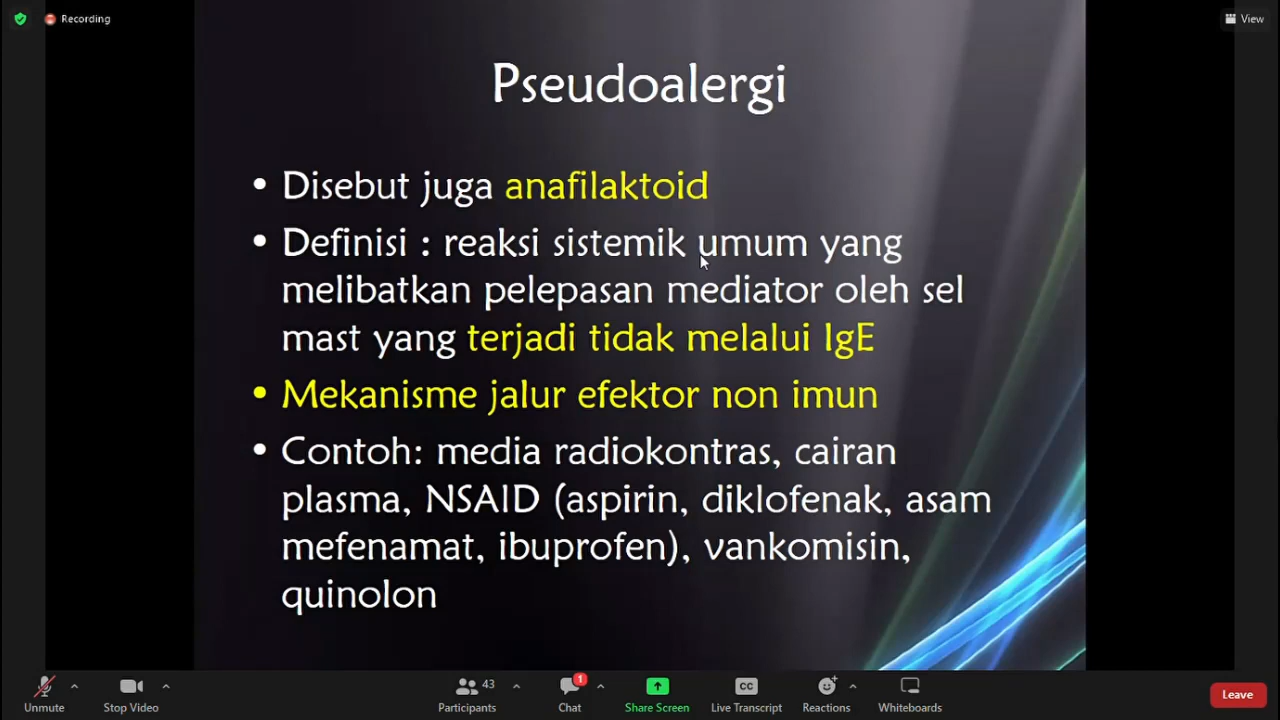 Recording
View
Pseudoalergi
• Disebut juga anafilaktoid
• Definisi : reaksi sistemik umum yang
melibatkan pelepasan mediator oleh sel
mast yang terjadi tidak melalui IgE
• Mekanisme jalur efektor non imun
• Contoh: media radiokontras, cairan
plasma, NSAID (aspirin, diklofenak, asam
mefenamat, ibuprofen), vankomisin,
quinolon
43
1
CC
Unmute Stop Video Participants Chat Share Screen Live Transcript Reactions Whiteboards Leave